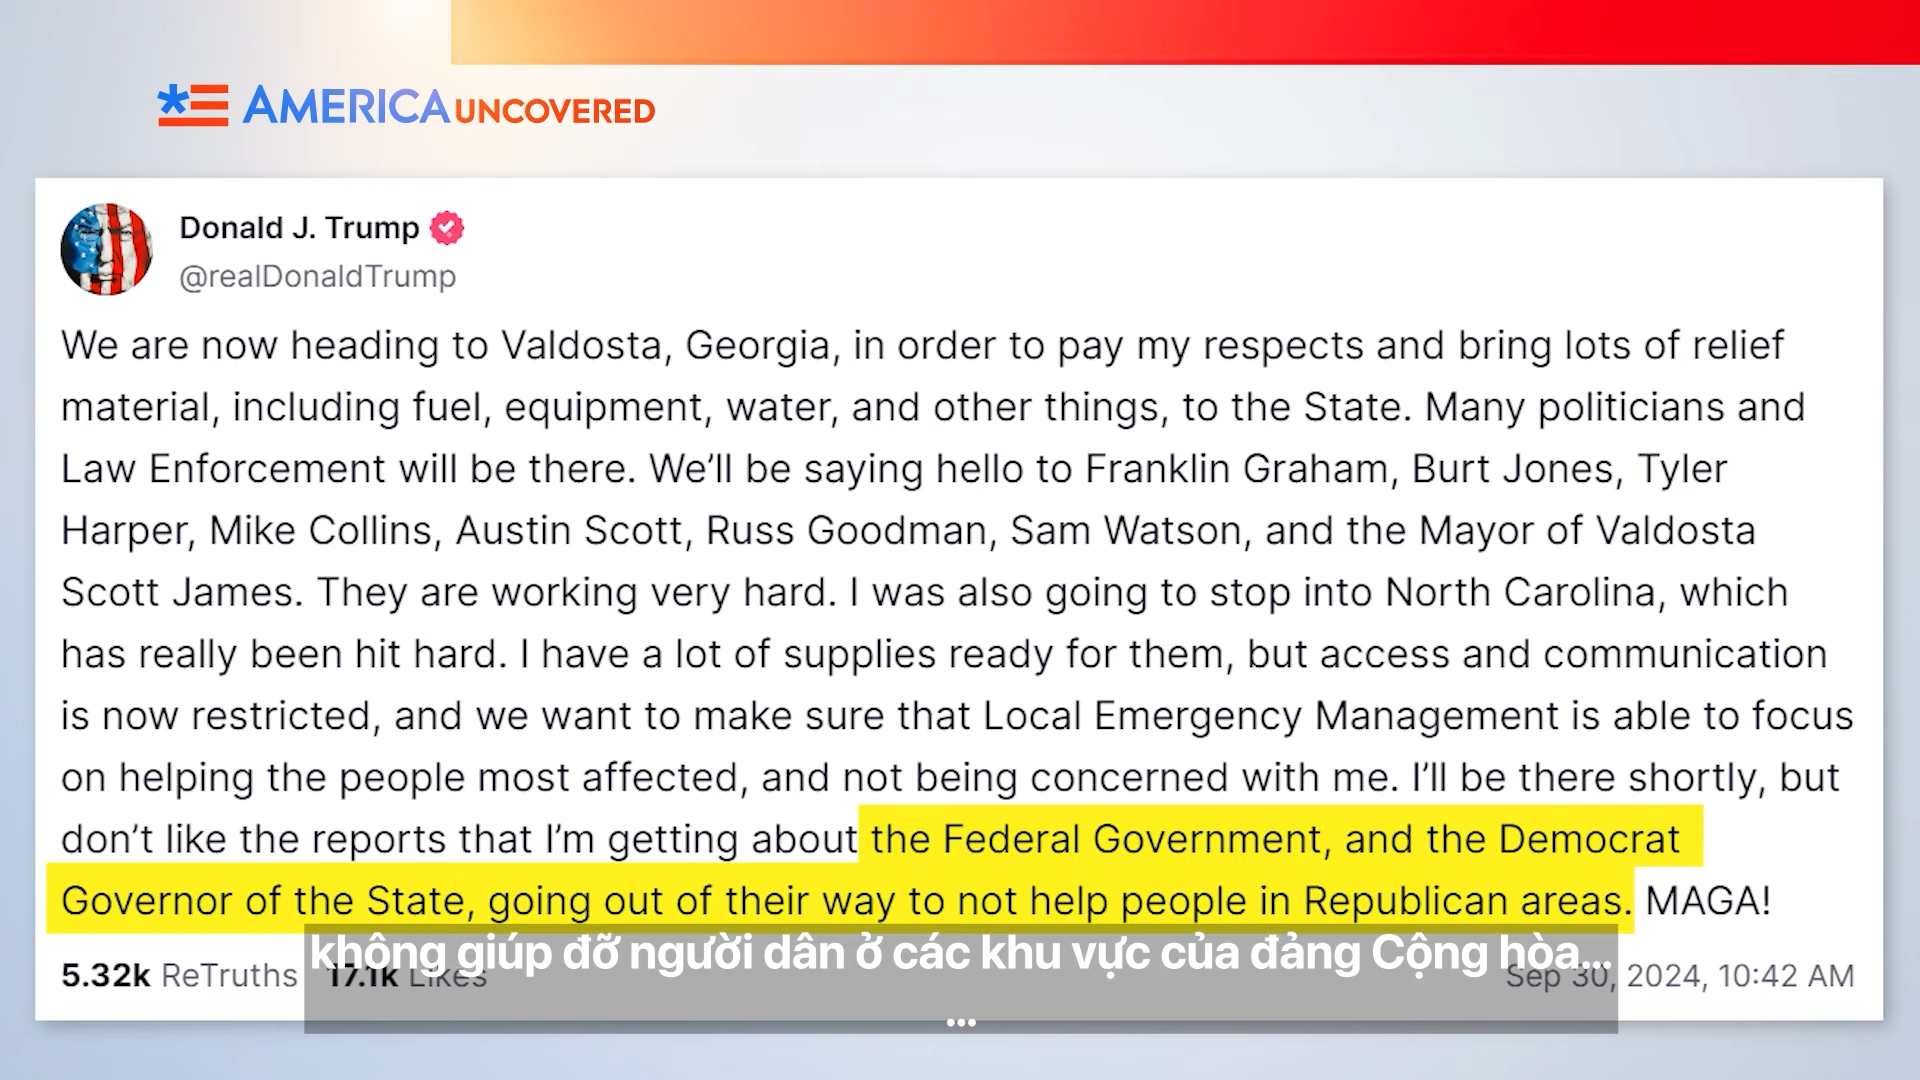 AMERICA UNCOVERED
Donald J. Trump
@realDonaldTrump
We are now heading to Valdosta, Georgia, in order to pay my respects and bring lots of relief
material, including fuel, equipment, water, and other things, to the State. Many politicians and
Law Enforcement will be there. We'll be saying hello to Franklin Graham, Burt Jones, Tyler
Harper, Mike Collins, Austin Scott, Russ Goodman, Sam Watson, and the Mayor of Valdosta
Scott James. They are working very hard. I was also going to stop into North Carolina, which
has really been hit hard. I have a lot of supplies ready for them, but access and communication
is now restricted, and we want to make sure that Local Emergency Management is able to focus
on helping the people most affected, and not being concerned with me. I'll be there shortly, but
don't like the reports that I'm getting about the Federal Government, and the Democrat
Governor of the State, going out of their way to not help people in Republican areas. MAGA!
không giúp đỡ người dân ở các khu vực của đảng Cộng hòa...
5.32k ReTruths 17.1k Likes Sep 30, 2024, 10:42 AM
...